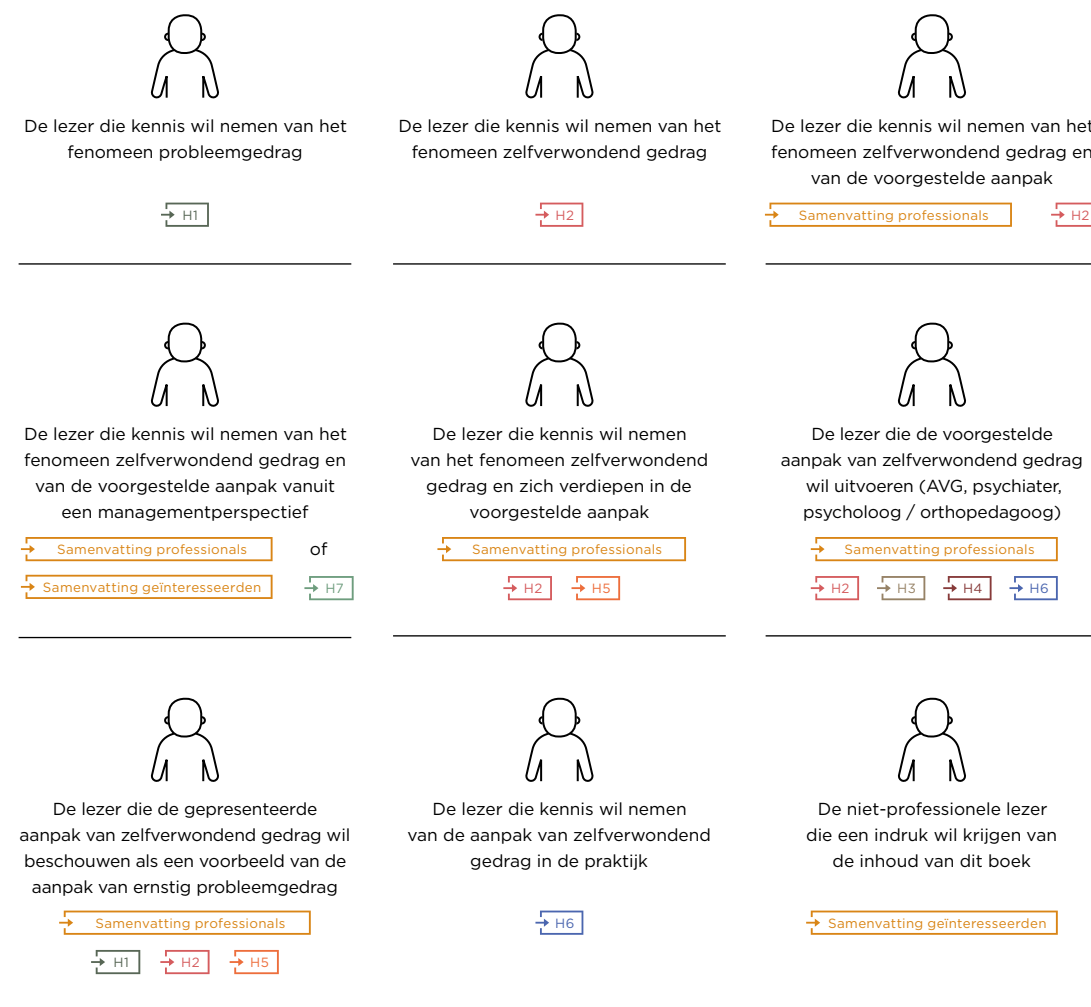 De lezer die kennis wil nemen van het
fenomeen probleemgedrag
H1
De lezer die kennis wil nemen van het
fenomeen zelfverwondend gedrag
H2
De lezer die kennis wil nemen van het
fenomeen zelfverwondend gedrag en
van de voorgestelde aanpak
Samenvatting professionals
H2
De lezer die kennis wil nemen van het
fenomeen zelfverwondend gedrag en
van de voorgestelde aanpak vanuit
een managementperspectief
Samenvatting professionals of
Samenvatting geïnteresseerden H7
De lezer die kennis wil nemen
van het fenomeen zelfverwondend
gedrag en zich verdiepen in de
voorgestelde aanpak
Samenvatting professionals
H2 H5
De lezer die de voorgestelde
aanpak van zelfverwondend gedrag
wil uitvoeren (AVG, psychiater,
psycholoog / orthopedagoog)
Samenvatting professionals
H2 H3 H4 H6
De lezer die de gepresenteerde
aanpak van zelfverwondend gedrag wil
beschouwen als een voorbeeld van de
aanpak van ernstig probleemgedrag
Samenvatting professionals
H1 H2 H5
De lezer die kennis wil nemen
van de aanpak van zelfverwondend
gedrag in de praktijk
H6
De niet-professionele lezer
die een indruk wil krijgen van
de inhoud van dit boek
Samenvatting geïnteresseerden